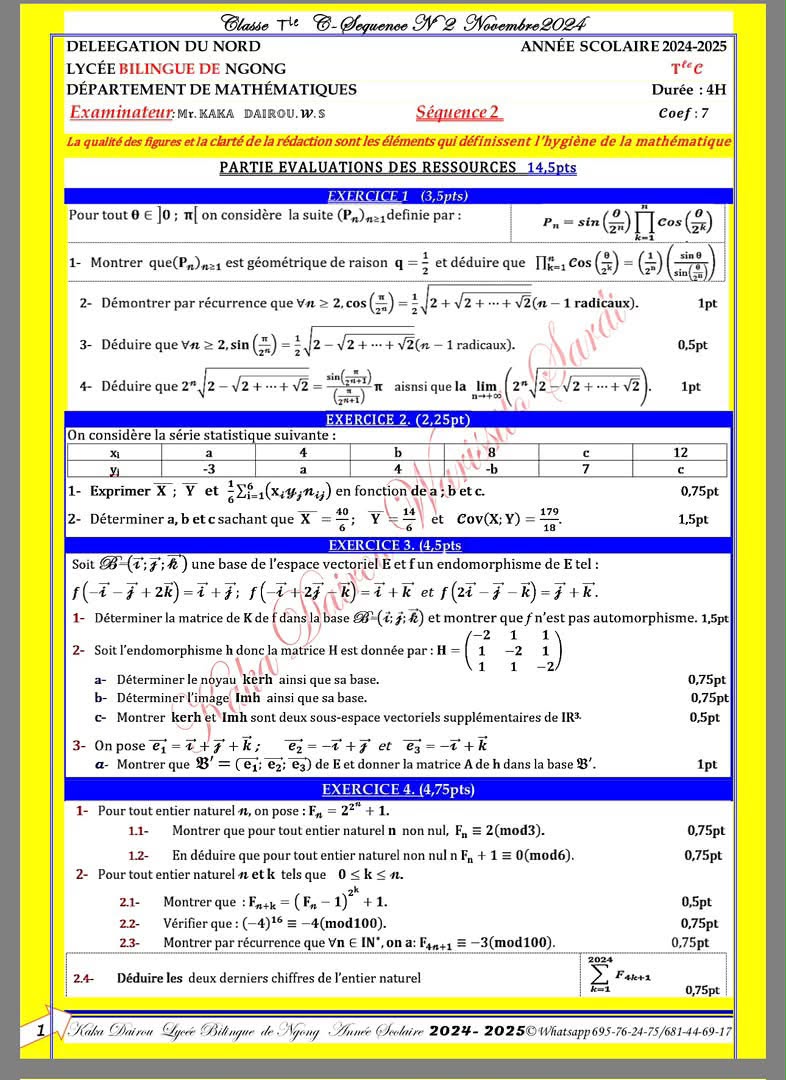 Classe Tle C-Sequence N°2 Novembre2024
DELEEGATION DU NORD ANNÉE SCOLAIRE 2024-2025
LYCÉE BILINGUE DE NGONG Tle C
DÉPARTEMENT DE MATHÉMATIQUES Durée : 4H
Examinateur: Mr. KAKA DAIROU.W.S Séquence 2 Coef : 7
La qualité des figures et la clarté de la rédaction sont les éléments qui définissent l'hygiène de la mathématique
PARTIE EVALUATIONS DES RESSOURCES 14,5pts
EXERCICE 1 (3,5pts)
Pour tout θ ∈ ]0 ; π[ on considère la suite (Pₙ)ₙ≥₁ definie par : Pₙ = sin(θ/2ⁿ) ∏ₖ₌₁ⁿ Cos(θ/2ᵏ)
1- Montrer que(Pₙ)ₙ≥₁ est géométrique de raison q = 1/2 et déduire que ∏ₖ₌₁ⁿ Cos(θ/2ᵏ) = (1/2ⁿ)(sin θ/sin(θ/2ⁿ))
2- Démontrer par récurrence que ∀n ≥ 2, cos(π/2ⁿ) = 1/2 √(2 + √(2 + ⋯ + √2)) (n − 1 radicaux). 1pt
3- Déduire que ∀n ≥ 2, sin(π/2ⁿ) = 1/2 √(2 − √(2 + ⋯ + √2)) (n − 1 radicaux). 0,5pt
4- Déduire que 2ⁿ√(2 − √(2 + ⋯ + √2)) = sin(π/2ⁿ⁺¹)/(π/2ⁿ⁺¹) π aisnsi que la lim n→+∞ (2ⁿ√(2 − √(2 + ⋯ + √2))). 1pt
EXERCICE 2. (2,25pt)
On considère la série statistique suivante :
xᵢ a 4 b 8 c 12
yⱼ -3 a 4 -b 7 c
1- Exprimer X̄ ; Ȳ et 1/6 ∑⁶ᵢ₌₁(xᵢyⱼnᵢⱼ) en fonction de a ; b et c. 0,75pt
2- Déterminer a, b et c sachant que X̄ = 40/6 ; Ȳ = 14/6 et Cov(X; Y) = 179/18. 1,5pt
EXERCICE 3. (4,5pts
Soit ℬ=(i⃗; j⃗; k⃗) une base de l'espace vectoriel E et f un endomorphisme de E tel :
f(−i⃗ − j⃗ + 2k⃗) = i⃗ + j⃗; f(−i⃗ + 2j⃗ − k⃗) = i⃗ + k⃗ et f(2i⃗ − j⃗ − k⃗) = j⃗ + k⃗.
1- Déterminer la matrice de K de f dans la base ℬ=(i⃗; j⃗; k⃗) et montrer que f n'est pas automorphisme. 1,5pt
2- Soit l'endomorphisme h donc la matrice H est donnée par : H = (−2 1 1
1 −2 1
1 1 −2)
a- Déterminer le noyau kerh ainsi que sa base. 0,75pt
b- Déterminer l'image Imh ainsi que sa base. 0,75pt
c- Montrer kerh et Imh sont deux sous-espace vectoriels supplémentaires de IR³. 0,5pt
3- On pose e₁⃗ = i⃗ + j⃗ + k⃗ ; e₂⃗ = −i⃗ + j⃗ et e₃⃗ = −i⃗ + k⃗
a- Montrer que 𝔅′ = (e₁⃗; e₂⃗; e₃⃗) de E et donner la matrice A de h dans la base 𝔅′. 1pt
EXERCICE 4. (4,75pts)
1- Pour tout entier naturel n, on pose : Fₙ = 2^(2ⁿ) + 1.
1.1- Montrer que pour tout entier naturel n non nul, Fₙ ≡ 2(mod3). 0,75pt
1.2- En déduire que pour tout entier naturel non nul n Fₙ + 1 ≡ 0(mod6). 0,75pt
2- Pour tout entier naturel n et k tels que 0 ≤ k ≤ n.
2.1- Montrer que : Fₙ₊ₖ = (Fₙ − 1)^(2ᵏ) + 1. 0,5pt
2.2- Vérifier que : (−4)¹⁶ ≡ −4(mod100). 0,75pt
2.3- Montrer par récurrence que ∀n ∈ IN*, on a: F₄ₙ₊₁ ≡ −3(mod100). 0,75pt
2.4- Déduire les deux derniers chiffres de l'entier naturel ∑ₖ₌₁²⁰²⁴ F₄ₖ₊₁ 0,75pt
1 Kaka Dairou Lycée Bilingue de Ngong Année Scolaire 2024- 2025©Whatsapp 695-76-24-75/681-44-69-17
Kaka Dairou Wariissita Sardi